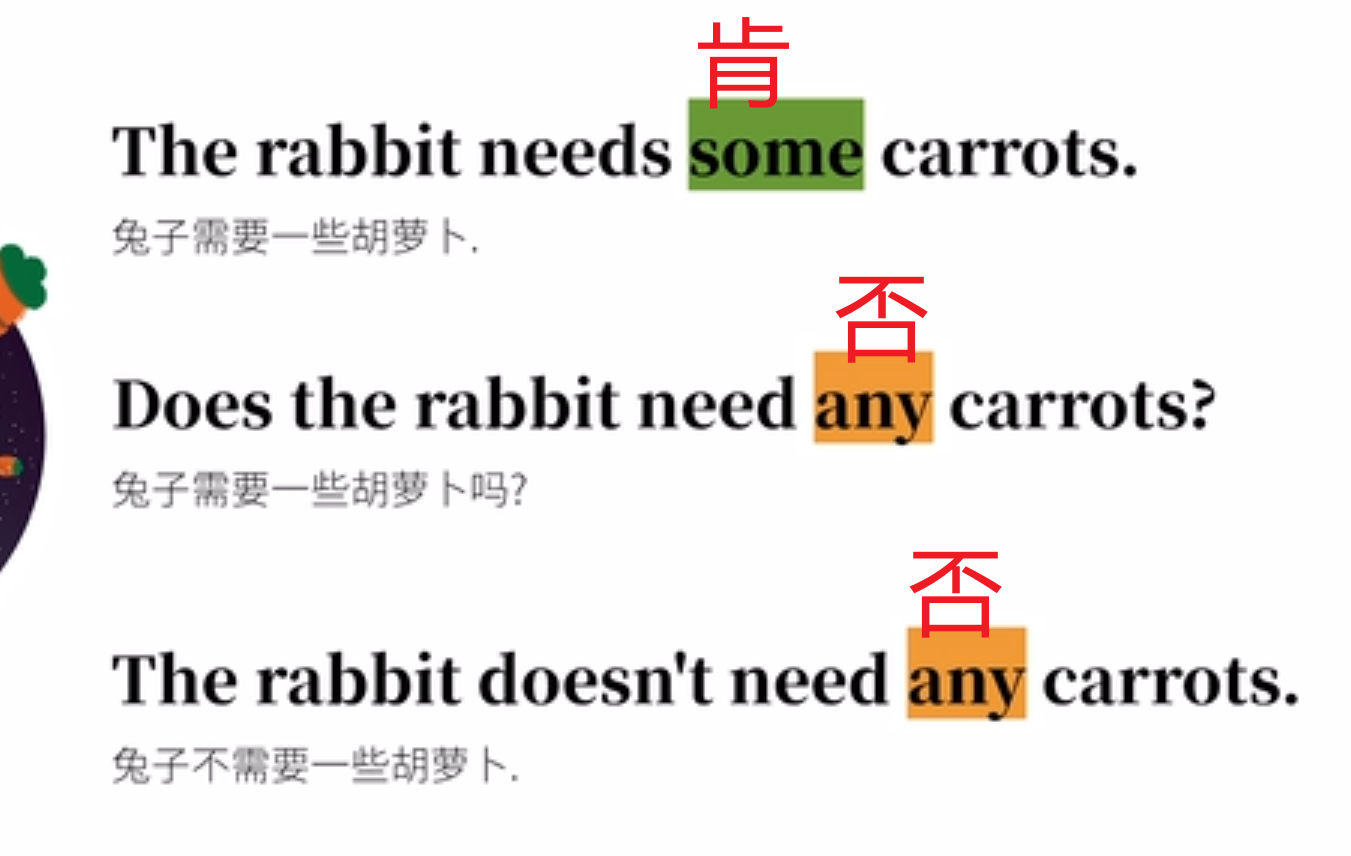 肯
The rabbit needs some carrots.
兔子需要一些胡萝卜.
否
Does the rabbit need any carrots?
兔子需要一些胡萝卜吗?
否
The rabbit doesn't need any carrots.
兔子不需要一些胡萝卜.